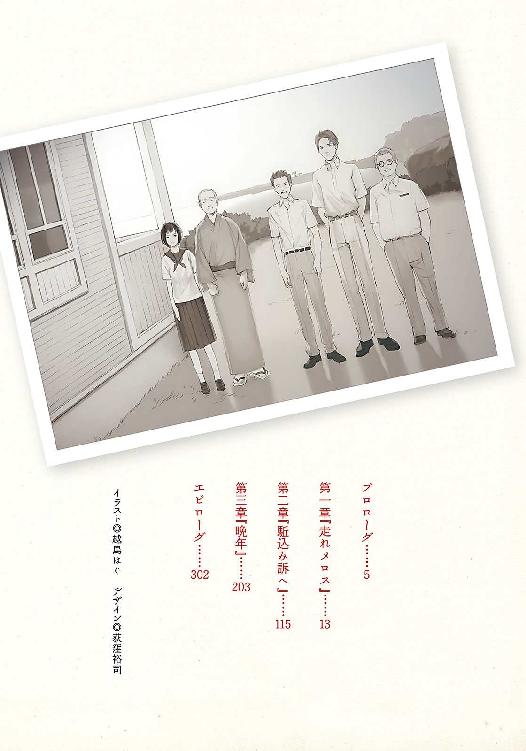 プロローグ……5
第一章『走れメロス』……13
第二章『駈込み訴へ』……115
第三章『晩年』……203
エピローグ……302
イラスト◎越島はぐ　デザイン◎荻窪裕司